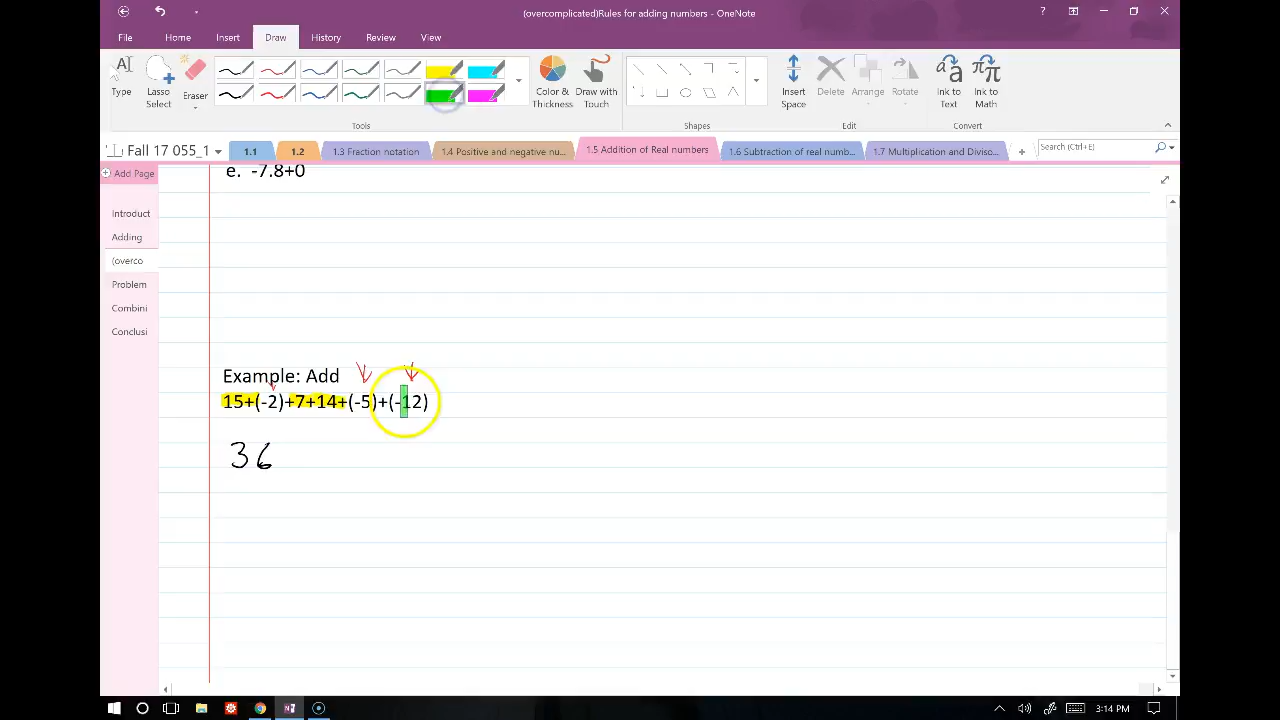 (overcomplicated)Rules for adding numbers - OneNote
File Home Insert Draw History Review View
Type Lasso Select Eraser Color & Thickness Draw with Touch Insert Space Delete Arrange Rotate Ink to Text Ink to Math
Tools Shapes Edit Convert
Fall 17 055_1 1.1 1.2 1.3 Fraction notation 1.4 Positive and negative nu... 1.5 Addition of Real numbers 1.6 Subtraction of real numb... 1.7 Multiplication and Diviso... Search (Ctrl+E)
Add Page
e. -7.8+0
Introduct
Adding
(overco
Problem
Combini
Conclusi
Example: Add
15+(-2)+7+14+(-5)+(-12)
36
3:14 PM